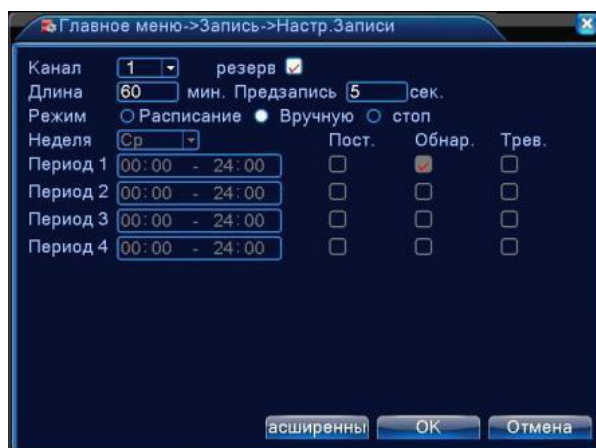 Главное меню->Запись->Настр.Записи
Канал 1 резерв
Длина 60 мин. Предзапись 5 сек.
Режим Расписание Вручную стоп
Неделя Ср Пост. Обнар. Трев.
Период 1 00:00 - 24:00
Период 2 00:00 - 24:00
Период 3 00:00 - 24:00
Период 4 00:00 - 24:00
асширенны OK Отмена